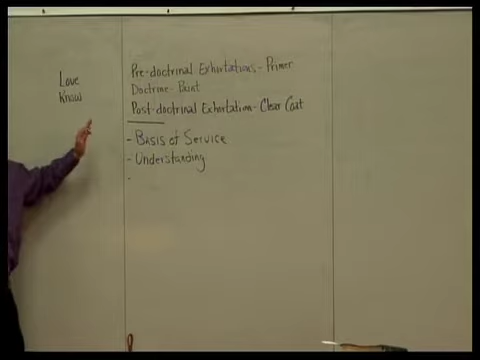 Love
Know
Pre-doctrinal Exhortations - Primer
Doctrine - Paint
Post-doctrinal Exhortation - Clear Coat
- Basis of Service
- Understanding
-